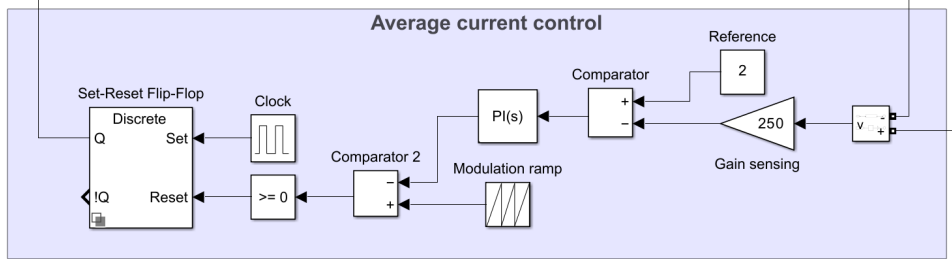 Average current control
Reference
2
Comparator
+
−
PI(s)
250
Gain sensing
v
-
+
Set-Reset Flip-Flop
Discrete
Q
Set
!Q
Reset
Clock
>= 0
Comparator 2
−
+
Modulation ramp